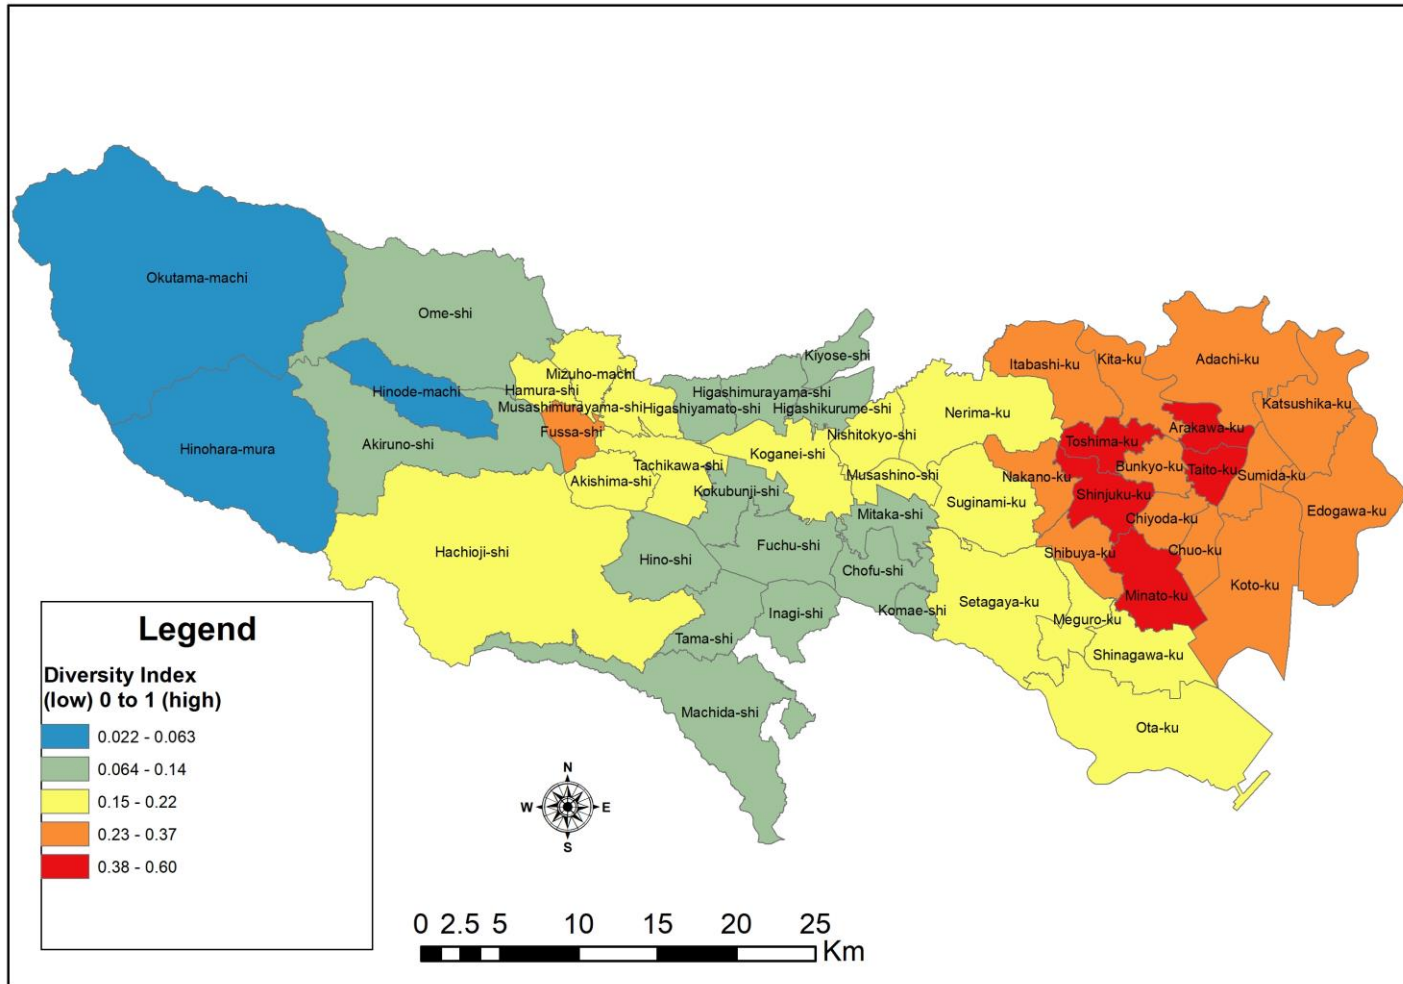 Okutama-machi
Ome-shi
Kiyose-shi
Adachi-ku
Itabashi-ku
Kita-ku
Mizuho-machi
Hamura-shi
Hinode-machi
Higashimurayama-shi
Musashimurayama-shi
Higashiyamato-shi
Higashikurume-shi
Katsushika-ku
Nerima-ku
Arakawa-ku
Fussa-shi
Nishitokyo-shi
Toshima-ku
Akiruno-shi
Hinohara-mura
Koganei-shi
Bunkyo-ku
Taito-ku
Tachikawa-shi
Musashino-shi
Nakano-ku
Sumida-ku
Akishima-shi
Kokubunji-shi
Shinjuku-ku
Suginami-ku
Edogawa-ku
Mitaka-shi
Chiyoda-ku
Hachioji-shi
Fuchu-shi
Shibuya-ku
Chuo-ku
Hino-shi
Chofu-shi
Koto-ku
Setagaya-ku
Minato-ku
Inagi-shi
Komae-shi
Meguro-ku
Tama-shi
Shinagawa-ku
Machida-shi
Ota-ku
Legend
Diversity Index
(low) 0 to 1 (high)
0.022 - 0.063
0.064 - 0.14
0.15 - 0.22
0.23 - 0.37
0.38 - 0.60
N
W E
S
0 2.5 5 10 15 20 25
Km